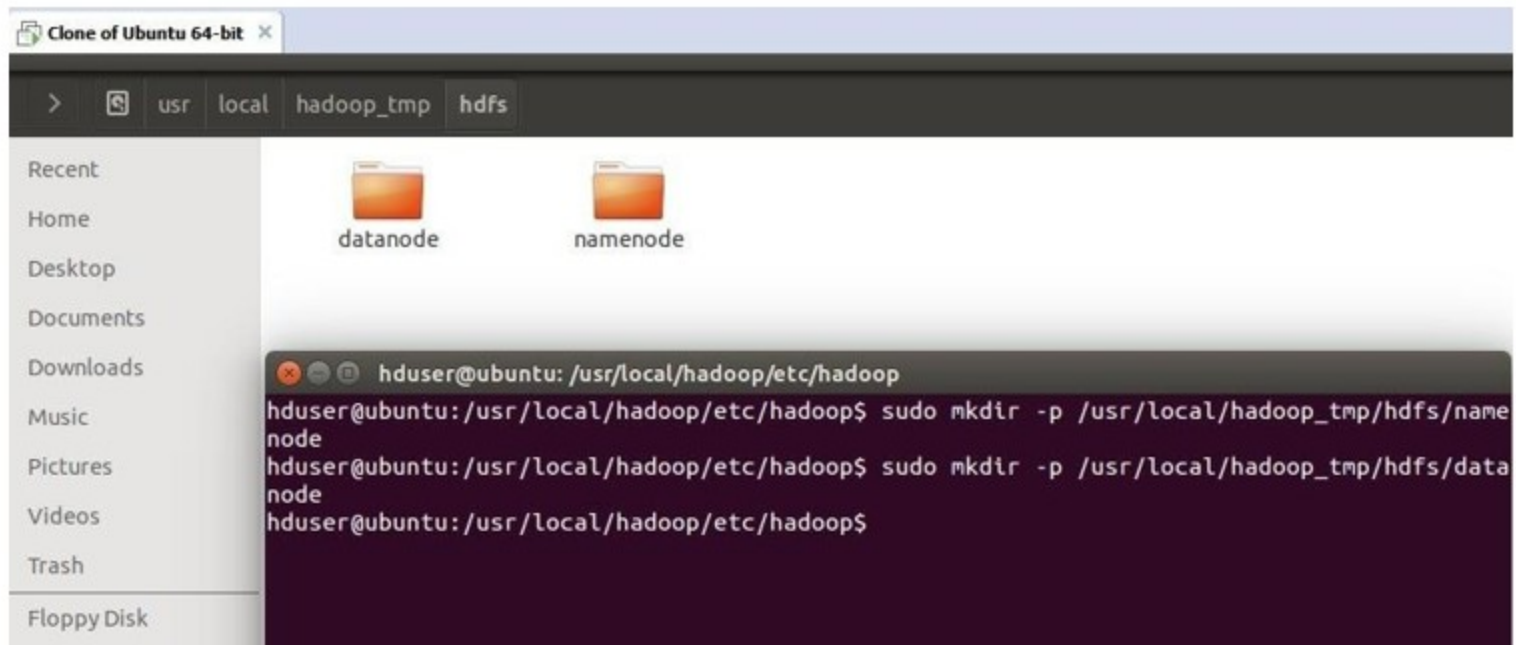 Clone of Ubuntu 64-bit ×
> usr local hadoop_tmp hdfs
Recent
Home
Desktop
Documents
Downloads
Music
Pictures
Videos
Trash
Floppy Disk
datanode namenode
hduser@ubuntu: /usr/local/hadoop/etc/hadoop
hduser@ubuntu:/usr/local/hadoop/etc/hadoop$ sudo mkdir -p /usr/local/hadoop_tmp/hdfs/name
node
hduser@ubuntu:/usr/local/hadoop/etc/hadoop$ sudo mkdir -p /usr/local/hadoop_tmp/hdfs/data
node
hduser@ubuntu:/usr/local/hadoop/etc/hadoop$